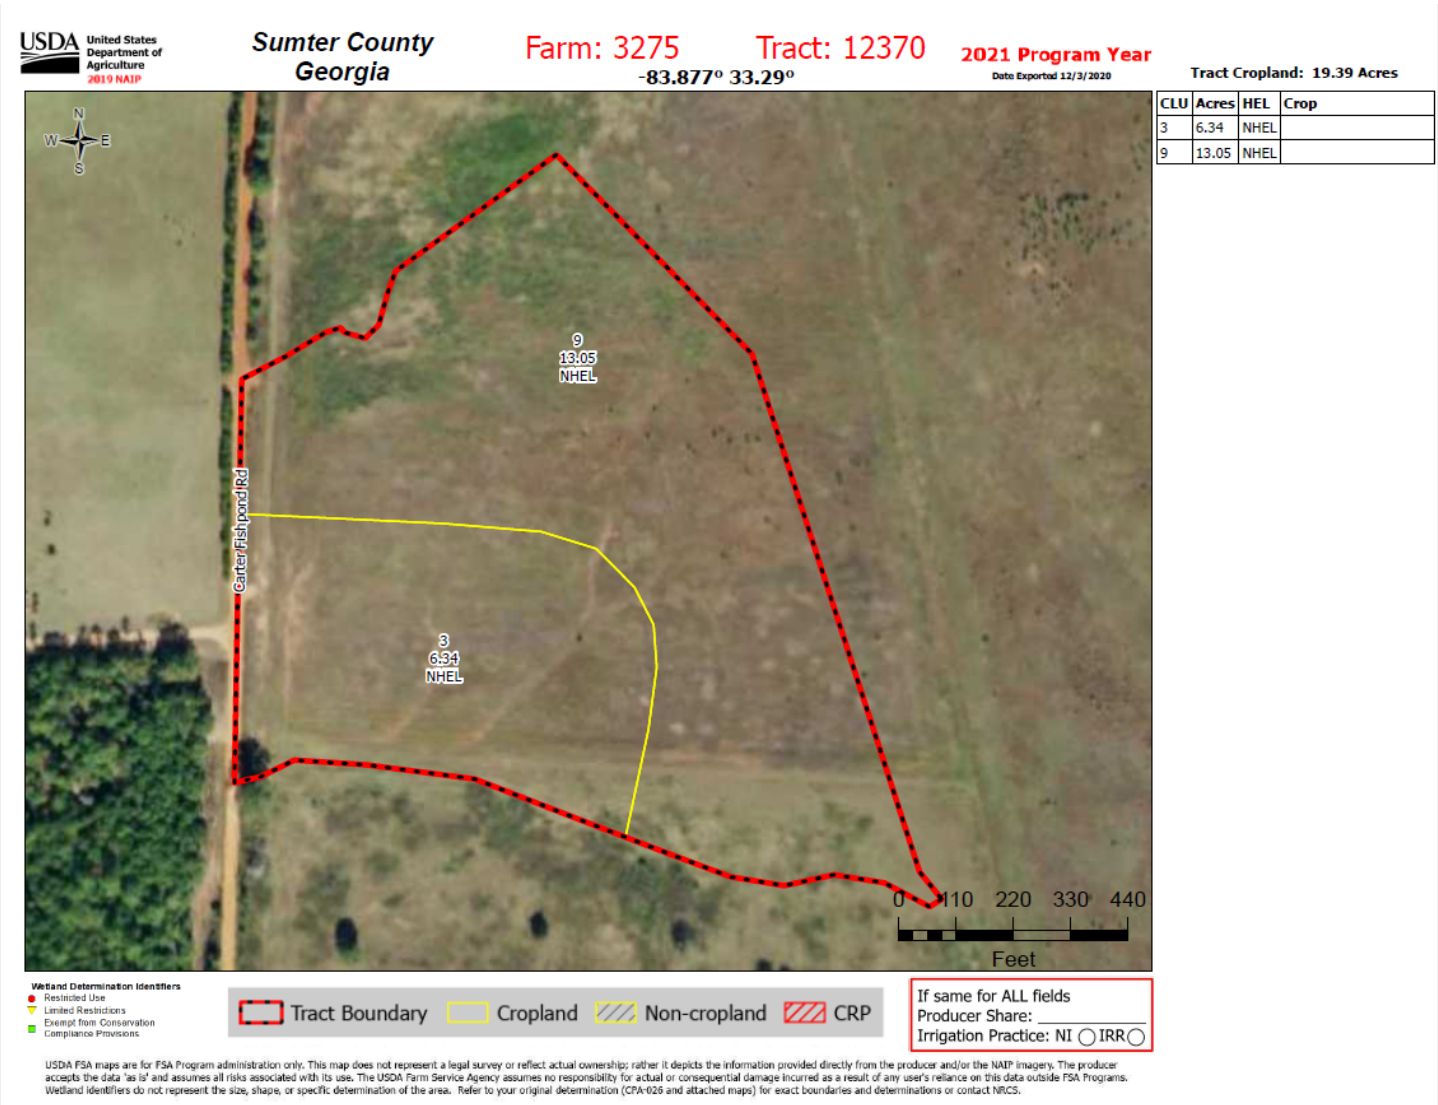 USDA
United States
Department of
Agriculture
2019 NAIP
Sumter County
Georgia
Farm: 3275 Tract: 12370
-83.877° 33.29°
2021 Program Year
Date Exported 12/3/2020
Tract Cropland: 19.39 Acres
CLU Acres HEL Crop
3 6.34 NHEL
9 13.05 NHEL
N
W E
S
9
13.05
NHEL
Carter Fishpond Rd
3
6.34
NHEL
0 110 220 330 440
Feet
Wetland Determination Identifiers
Restricted Use
Limited Restrictions
Exempt from Conservation
Compliance Provisions
Tract Boundary Cropland Non-cropland CRP
If same for ALL fields
Producer Share: ___________
Irrigation Practice: NI ◯ IRR ◯
USDA FSA maps are for FSA Program administration only. This map does not represent a legal survey or reflect actual ownership; rather it depicts the information provided directly from the producer and/or the NAIP imagery. The producer
accepts the data 'as is' and assumes all risks associated with its use. The USDA Farm Service Agency assumes no responsibility for actual or consequential damage incurred as a result of any user's reliance on this data outside FSA Programs.
Wetland identifiers do not represent the size, shape, or specific determination of the area. Refer to your original determination (CPA-026 and attached maps) for exact boundaries and determinations or contact NRCS.